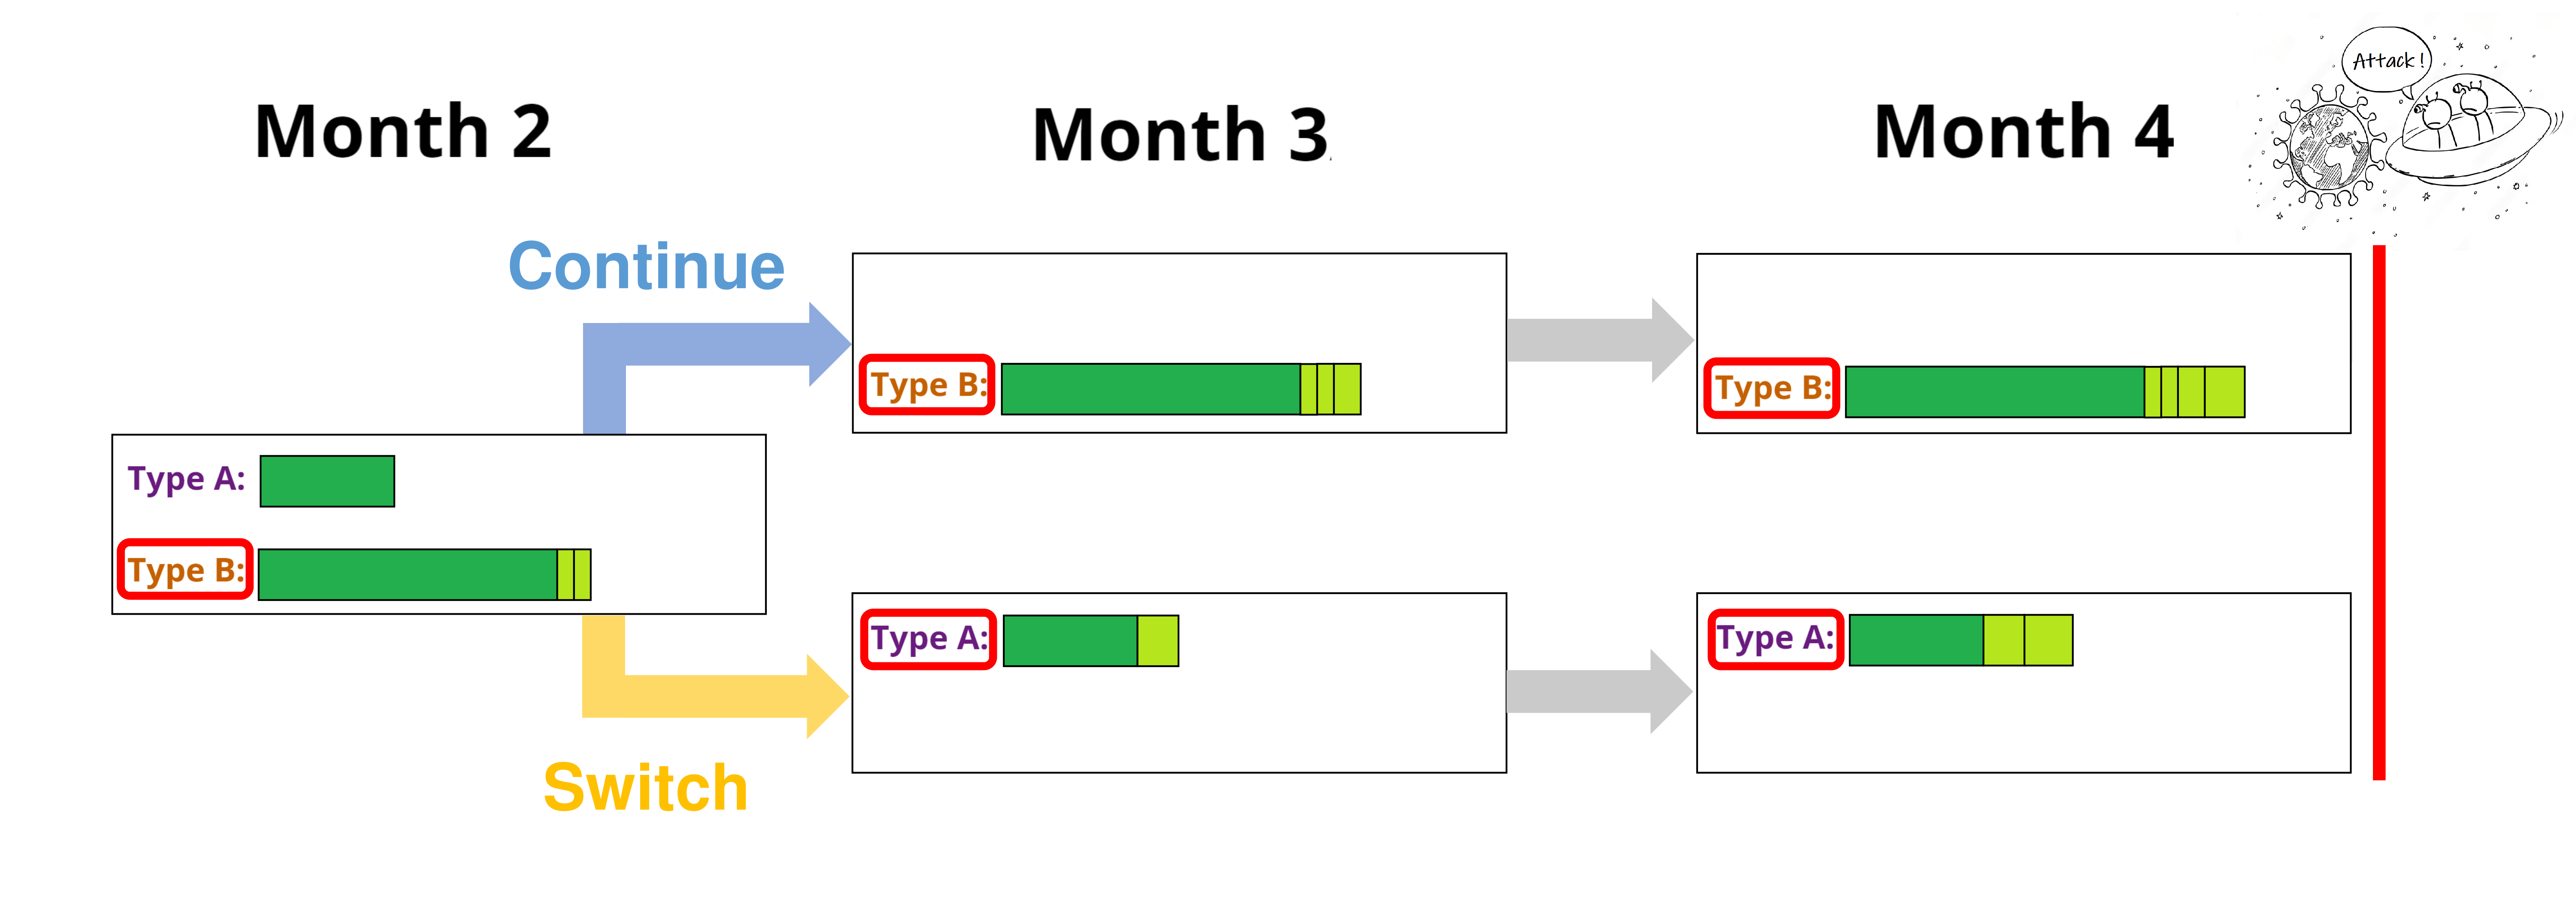 Attack!
Month 2
Month 3
Month 4
Continue
Type B:
Type B:
Type A:
Type B:
Type A:
Type A:
Switch